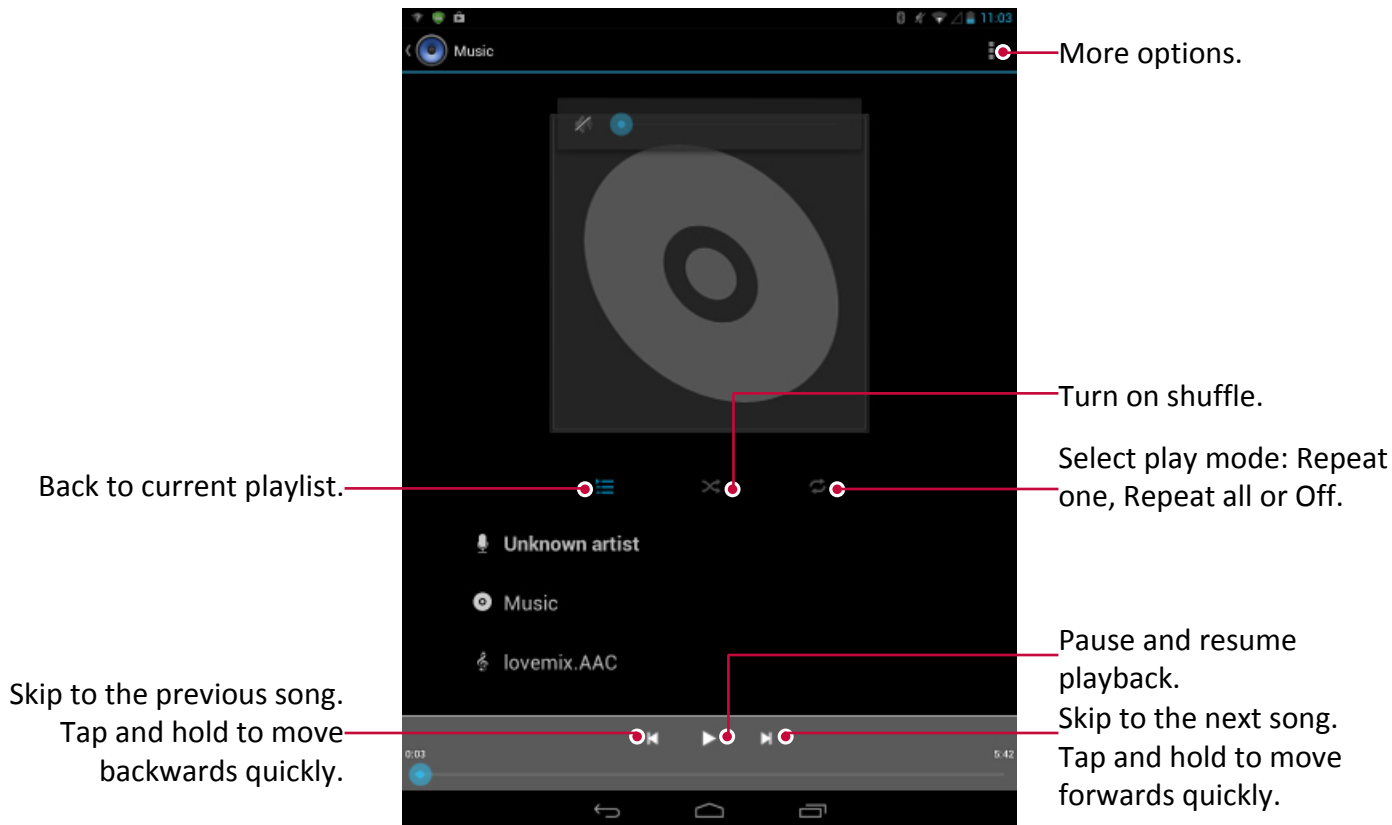 11:03
Music
More options.
Turn on shuffle.
Back to current playlist.
Select play mode: Repeat
one, Repeat all or Off.
Unknown artist
Music
lovemix.AAC
Skip to the previous song.
Tap and hold to move
backwards quickly.
Pause and resume
playback.
Skip to the next song.
Tap and hold to move
forwards quickly.
0:03
5:42